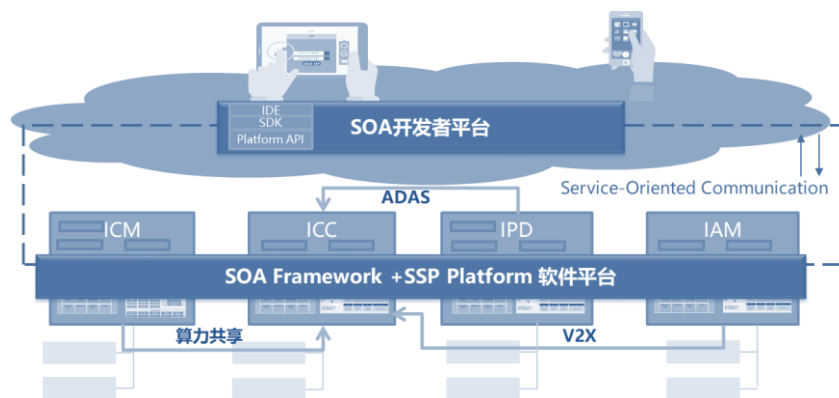 IDE
SDK
Platform API
SOA开发者平台
Service-Oriented Communication
ADAS
ICM
ICC
IPD
IAM
SOA Framework +SSP Platform 软件平台
算力共享
V2X